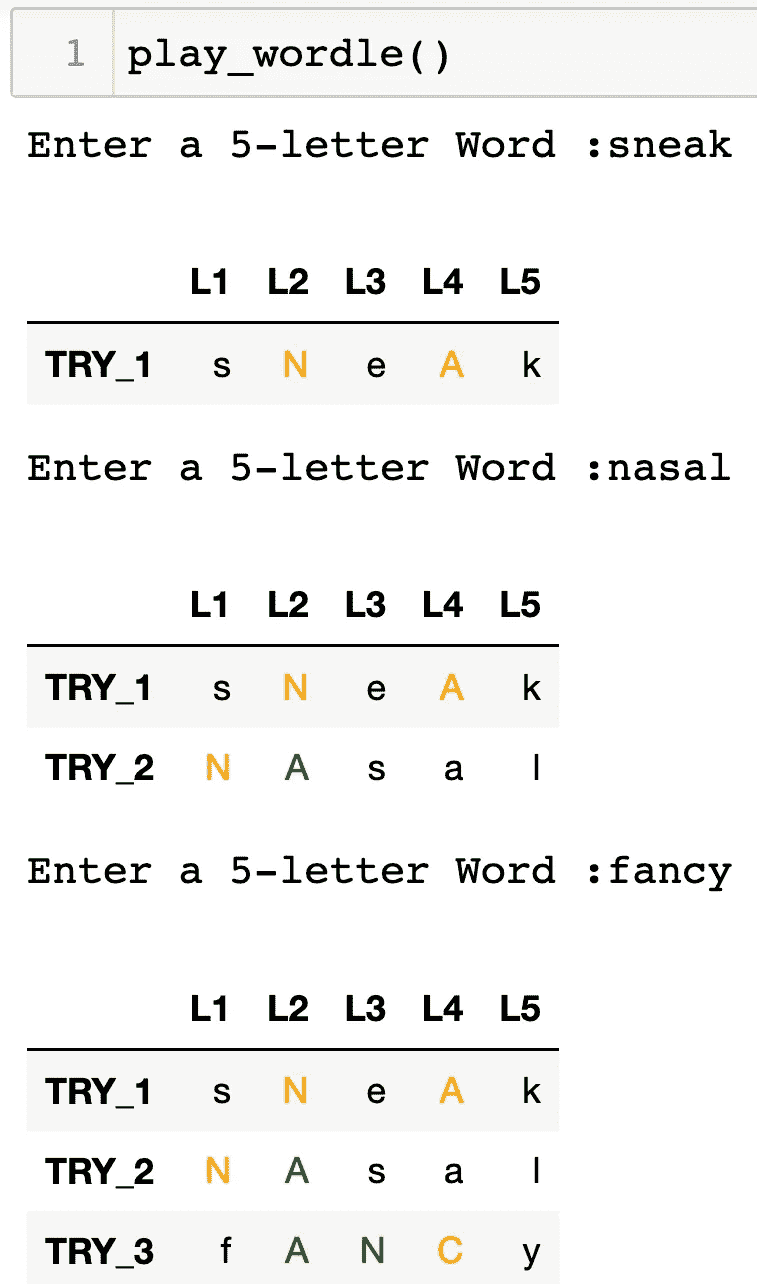 1 play_wordle()
Enter a 5-letter Word :sneak
L1 L2 L3 L4 L5
TRY_1 s N e A k
Enter a 5-letter Word :nasal
L1 L2 L3 L4 L5
TRY_1 s N e A k
TRY_2 N A s a l
Enter a 5-letter Word :fancy
L1 L2 L3 L4 L5
TRY_1 s N e A k
TRY_2 N A s a l
TRY_3 f A N C y